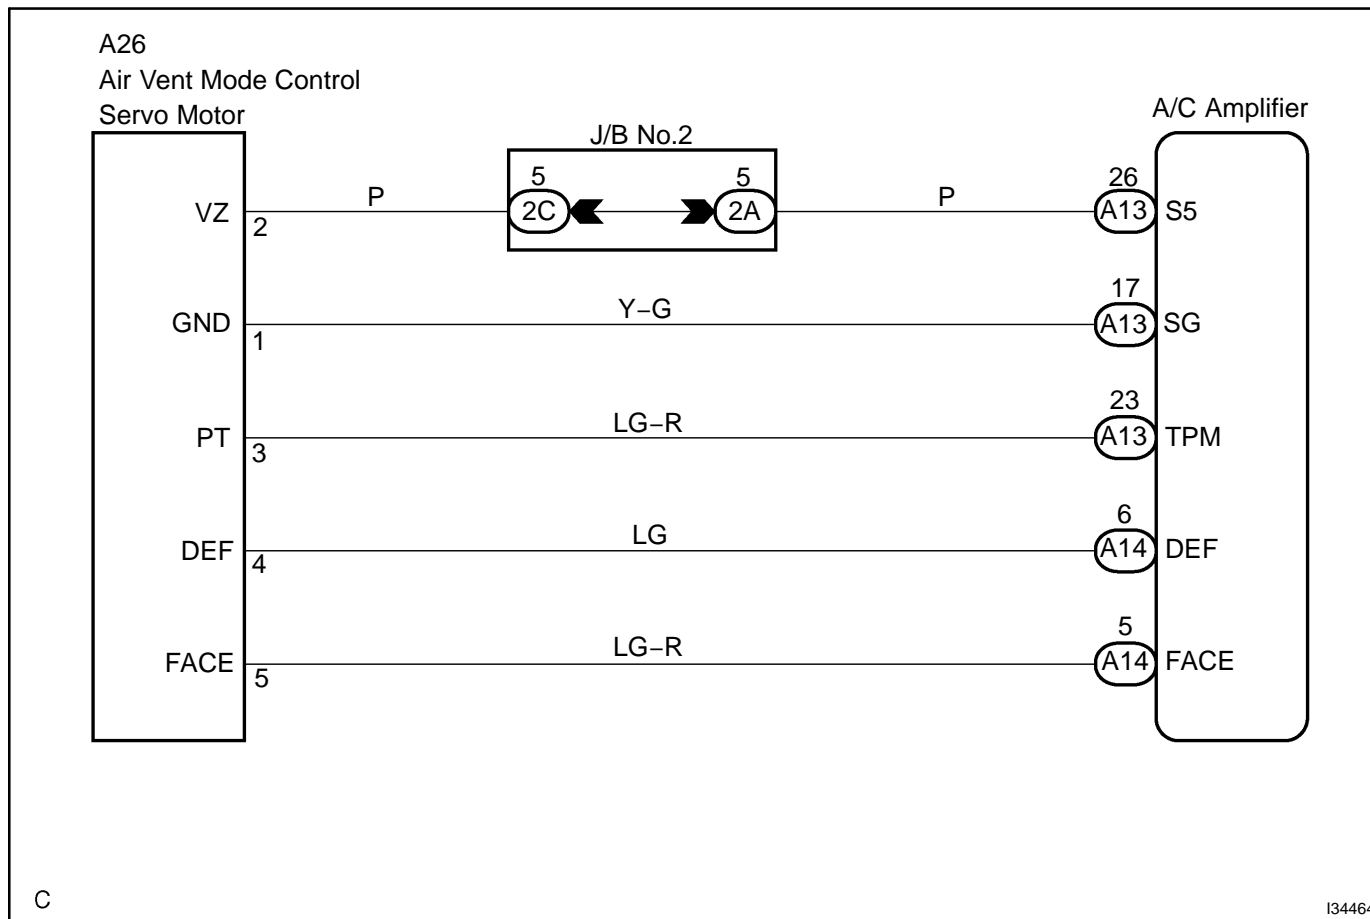 A26
Air Vent Mode Control
Servo Motor
A/C Amplifier
J/B No.2
VZ 2 P 5 2C 5 2A P 26 A13 S5
GND 1 Y–G 17 A13 SG
PT 3 LG–R 23 A13 TPM
DEF 4 LG 6 A14 DEF
FACE 5 LG–R 5 A14 FACE
C
I34464